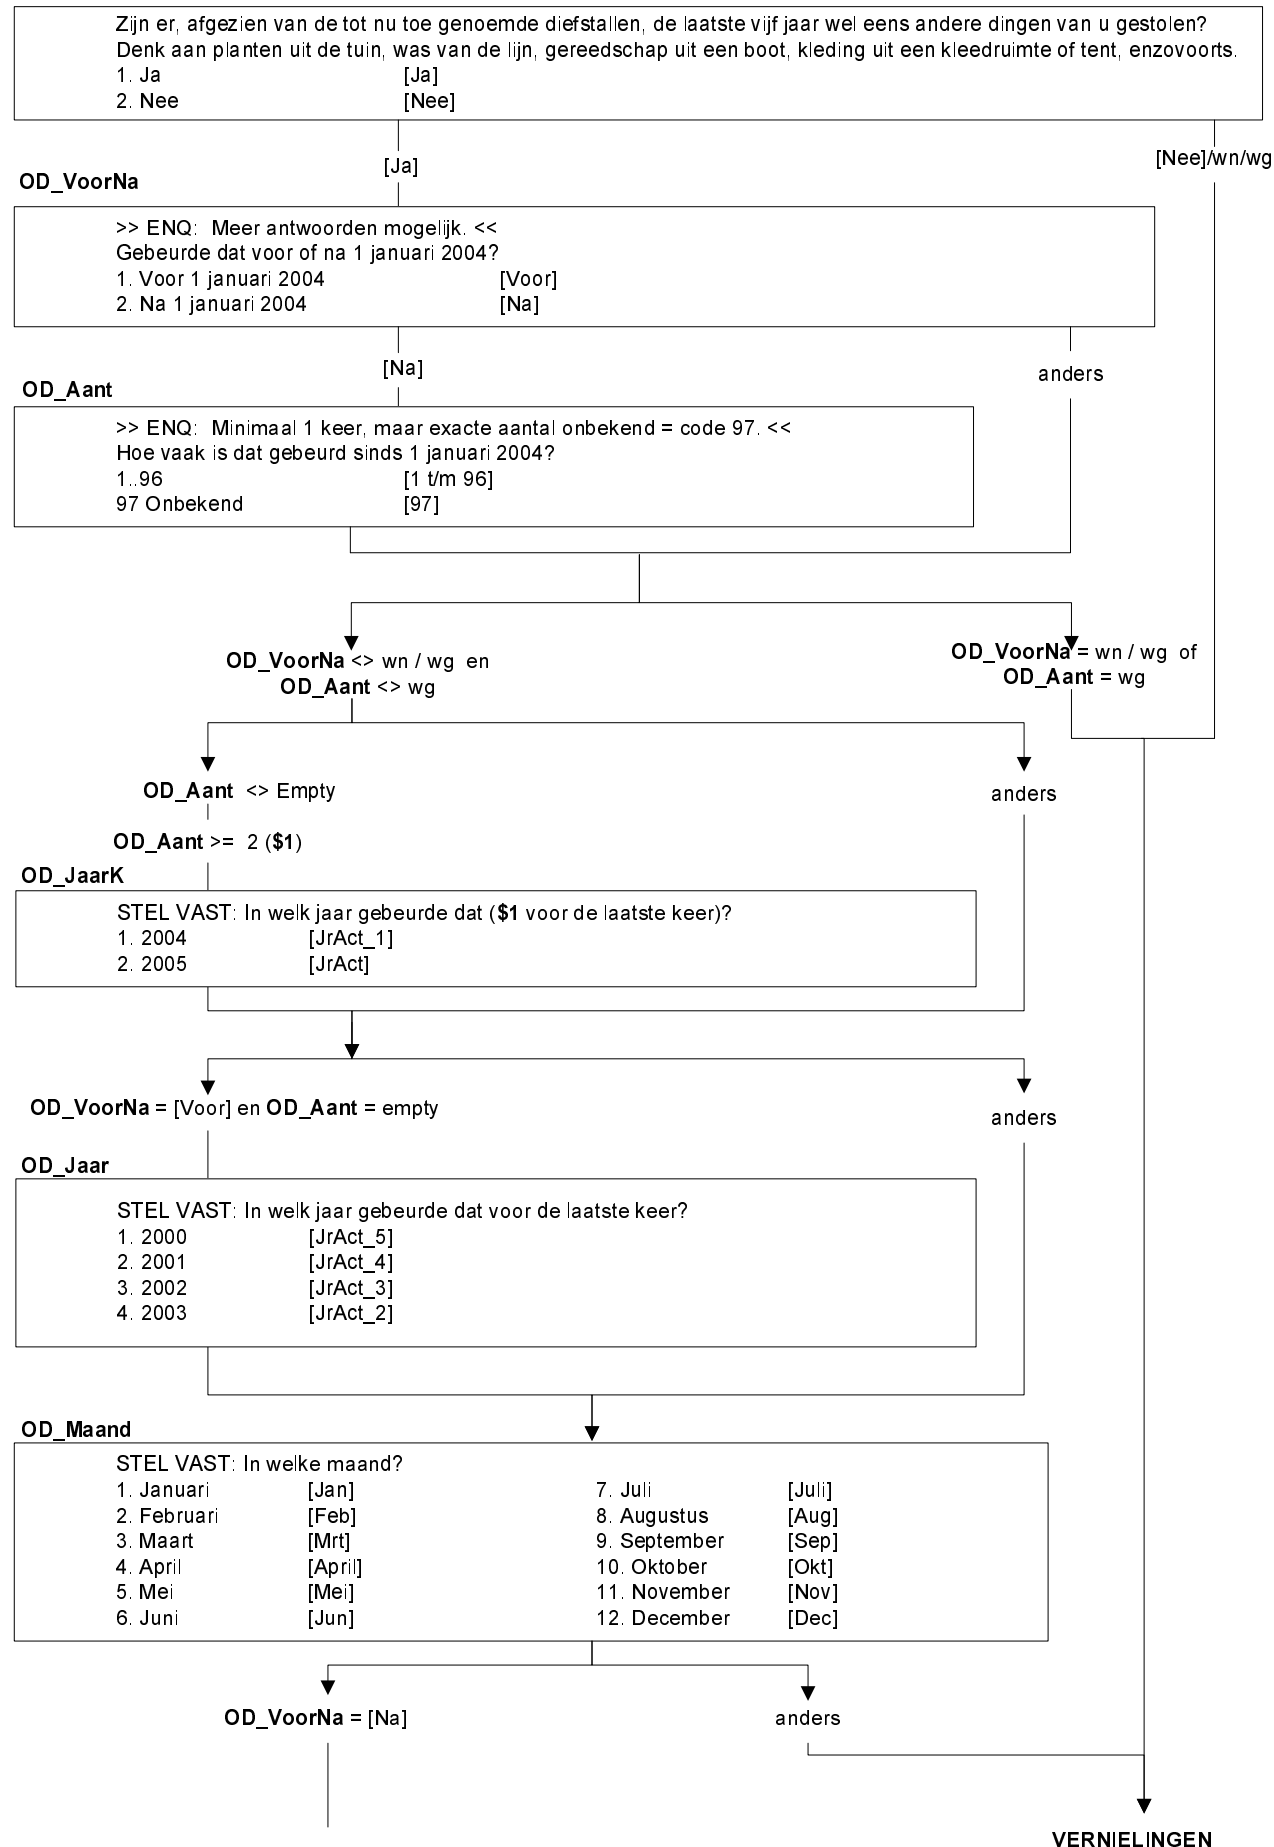 Zijn er, afgezien van de tot nu toe genoemde diefstallen, de laatste vijf jaar wel eens andere dingen van u gestolen?
Denk aan planten uit de tuin, was van de lijn, gereedschap uit een boot, kleding uit een kleedruimte of tent, enzovoorts.
1. Ja [Ja]
2. Nee [Nee]
[Ja] [Nee]/wn/wg
OD_VoorNa
>> ENQ: Meer antwoorden mogelijk. <<
Gebeurde dat voor of na 1 januari 2004?
1. Voor 1 januari 2004 [Voor]
2. Na 1 januari 2004 [Na]
[Na] anders
OD_Aant
>> ENQ: Minimaal 1 keer, maar exacte aantal onbekend = code 97. <<
Hoe vaak is dat gebeurd sinds 1 januari 2004?
1..96 [1 t/m 96]
97 Onbekend [97]
OD_VoorNa <> wn / wg en OD_VoorNa = wn / wg of
OD_Aant <> wg OD_Aant = wg
OD_Aant <> Empty anders
OD_Aant >= 2 ($1)
OD_JaarK
STEL VAST: In welk jaar gebeurde dat ($1 voor de laatste keer)?
1. 2004 [JrAct_1]
2. 2005 [JrAct]
OD_VoorNa = [Voor] en OD_Aant = empty anders
OD_Jaar
STEL VAST: In welk jaar gebeurde dat voor de laatste keer?
1. 2000 [JrAct_5]
2. 2001 [JrAct_4]
3. 2002 [JrAct_3]
4. 2003 [JrAct_2]
OD_Maand
STEL VAST: In welke maand?
1. Januari [Jan] 7. Juli [Juli]
2. Februari [Feb] 8. Augustus [Aug]
3. Maart [Mrt] 9. September [Sep]
4. April [April] 10. Oktober [Okt]
5. Mei [Mei] 11. November [Nov]
6. Juni [Jun] 12. December [Dec]
OD_VoorNa = [Na] anders
VERNIELINGEN